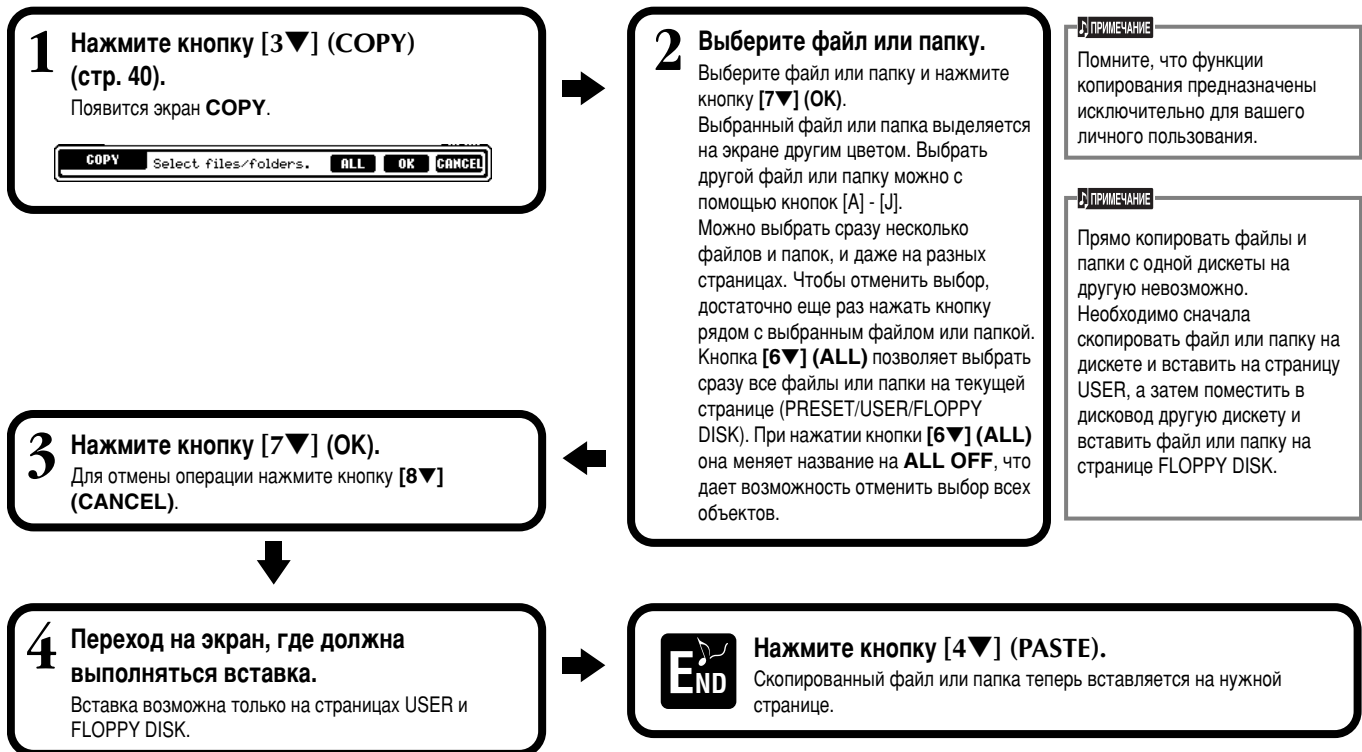 1 Нажмите кнопку [3▼] (COPY)
(стр. 40).
Появится экран COPY.
COPY Select files/folders. ALL OK CANCEL
2 Выберите файл или папку.
Выберите файл или папку и нажмите
кнопку [7▼] (OK).
Выбранный файл или папка выделяется
на экране другим цветом. Выбрать
другой файл или папку можно с
помощью кнопок [A] - [J].
Можно выбрать сразу несколько
файлов и папок, и даже на разных
страницах. Чтобы отменить выбор,
достаточно еще раз нажать кнопку
рядом с выбранным файлом или папкой.
Кнопка [6▼] (ALL) позволяет выбрать
сразу все файлы или папки на текущей
странице (PRESET/USER/FLOPPY
DISK). При нажатии кнопки [6▼] (ALL)
она меняет название на ALL OFF, что
дает возможность отменить выбор всех
объектов.
ПРИМЕЧАНИЕ
Помните, что функции
копирования предназначены
исключительно для вашего
личного пользования.
ПРИМЕЧАНИЕ
Прямо копировать файлы и
папки с одной дискеты на
другую невозможно.
Необходимо сначала
скопировать файл или папку на
дискете и вставить на страницу
USER, а затем поместить в
дисковод другую дискету и
вставить файл или папку на
странице FLOPPY DISK.
3 Нажмите кнопку [7▼] (OK).
Для отмены операции нажмите кнопку [8▼]
(CANCEL).
4 Переход на экран, где должна
выполняться вставка.
Вставка возможна только на страницах USER и
FLOPPY DISK.
END Нажмите кнопку [4▼] (PASTE).
Скопированный файл или папка теперь вставляется на нужной
странице.